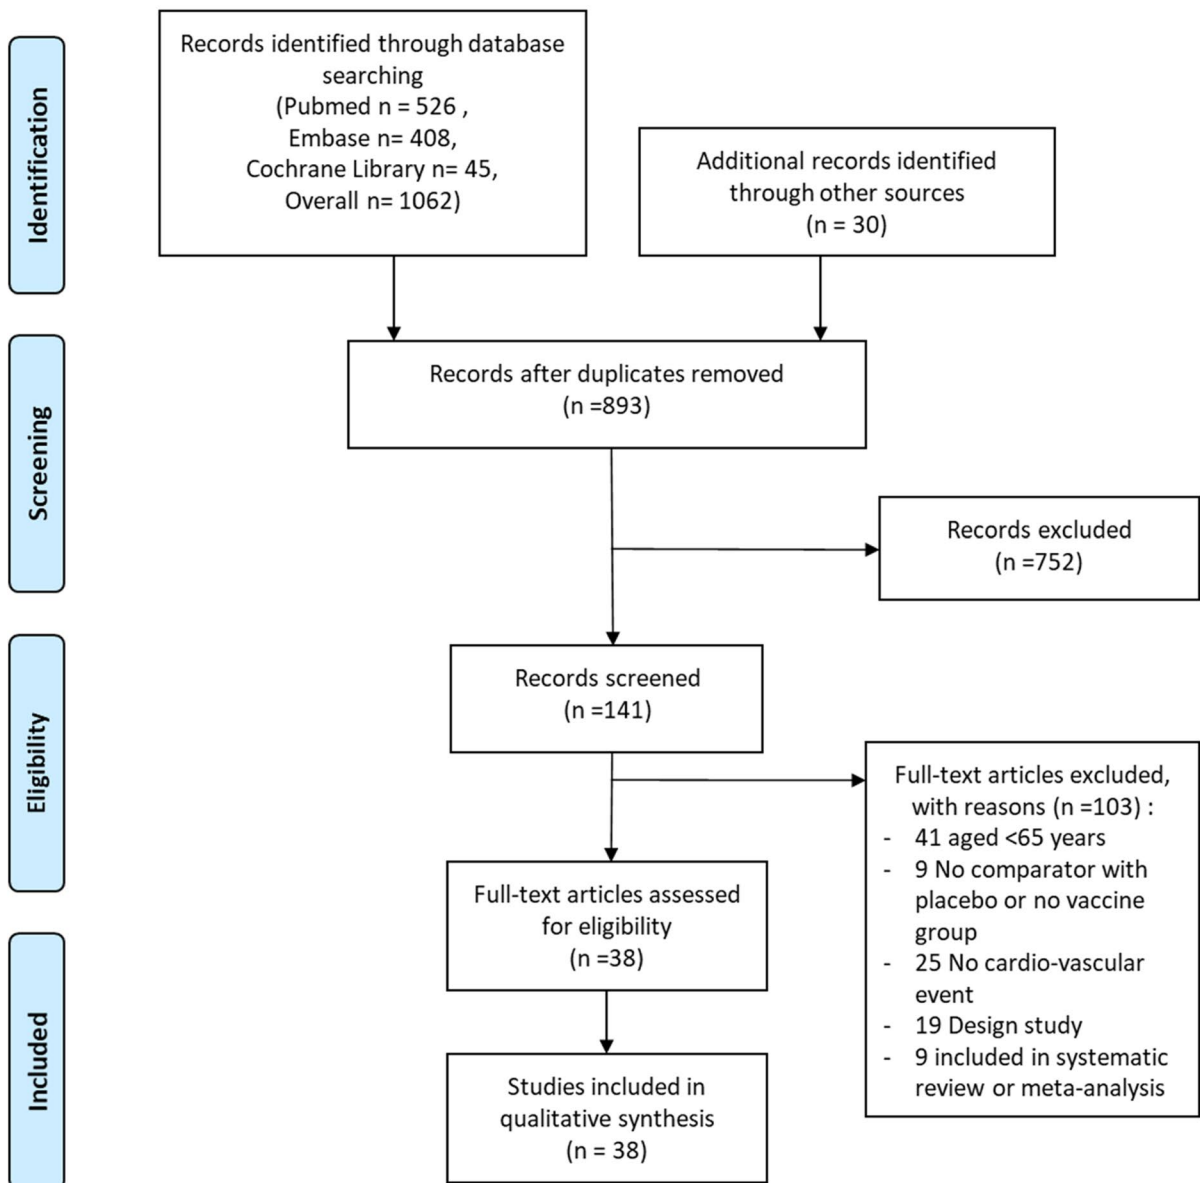 Identification
Records identified through database
searching
(Pubmed n = 526 ,
Embase n= 408,
Cochrane Library n= 45,
Overall n= 1062)
Additional records identified
through other sources
(n = 30)
Screening
Records after duplicates removed
(n =893)
Records excluded
(n =752)
Eligibility
Records screened
(n =141)
Full-text articles excluded,
with reasons (n =103) :
- 41 aged <65 years
- 9 No comparator with
placebo or no vaccine
group
- 25 No cardio-vascular
event
- 19 Design study
- 9 included in systematic
review or meta-analysis
Full-text articles assessed
for eligibility
(n =38)
Included
Studies included in
qualitative synthesis
(n = 38)